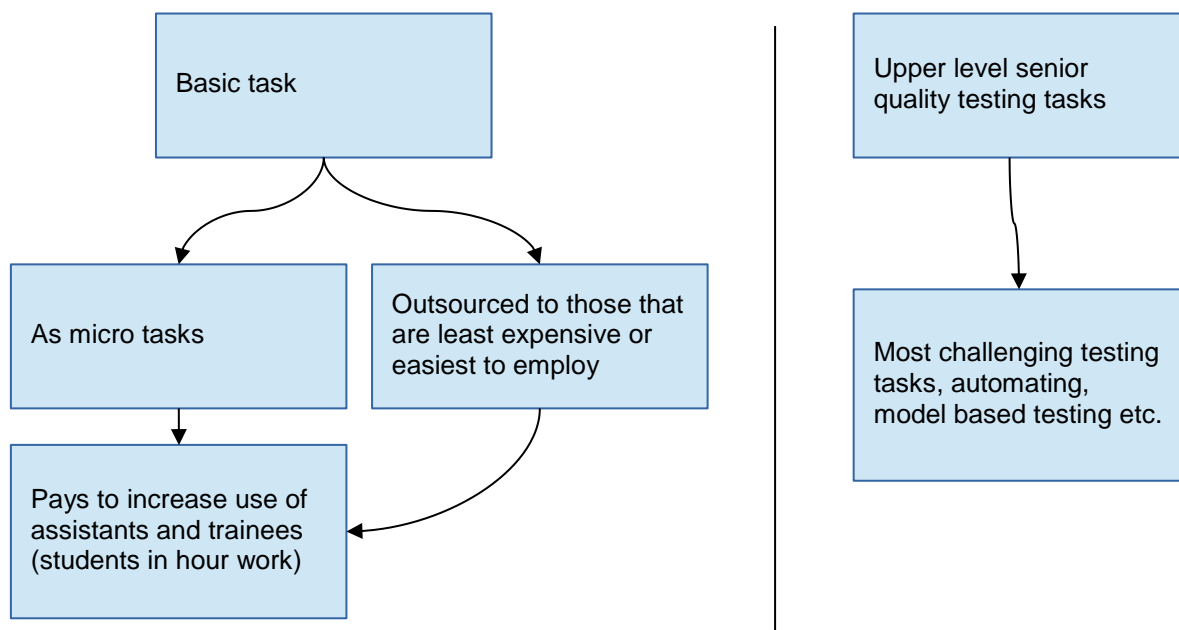 Basic task
Upper level senior
quality testing tasks
As micro tasks
Outsourced to those that
are least expensive or
easiest to employ
Most challenging testing
tasks, automating,
model based testing etc.
Pays to increase use of
assistants and trainees
(students in hour work)